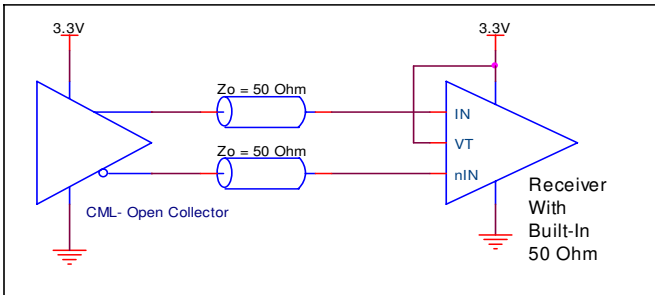 3.3V
3.3V
Zo = 50 Ohm
IN
VT
Zo = 50 Ohm
nIN
CML- Open Collector
Receiver
With
Built-In
50 Ohm